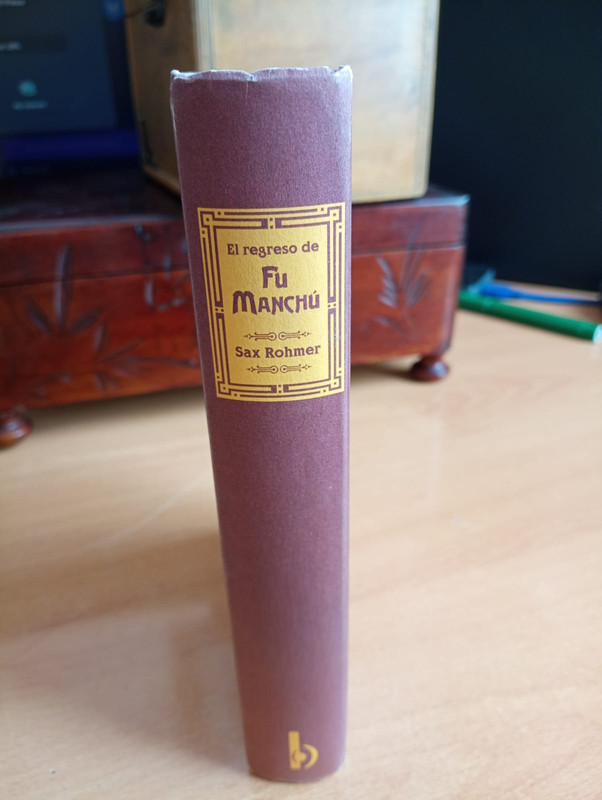 El regreso de
Fu
Manchú
Sax Rohmer
b